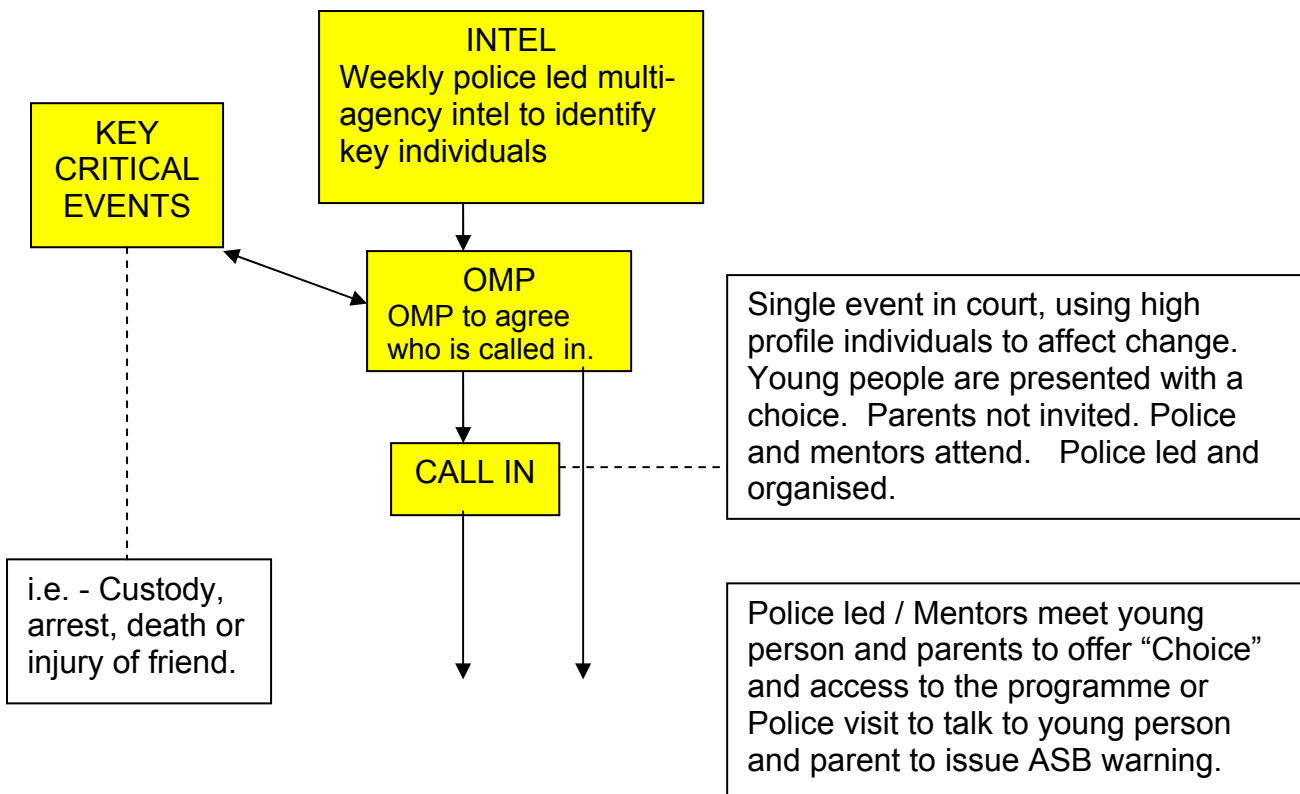 INTEL
Weekly police led multi-
agency intel to identify
key individuals
KEY
CRITICAL
EVENTS
OMP
OMP to agree
who is called in.
Single event in court, using high
profile individuals to affect change.
Young people are presented with a
choice.  Parents not invited. Police
and mentors attend.   Police led and
organised.
CALL IN
i.e. - Custody,
arrest, death or
injury of friend.
Police led / Mentors meet young
person and parents to offer “Choice”
and access to the programme or
Police visit to talk to young person
and parent to issue ASB warning.